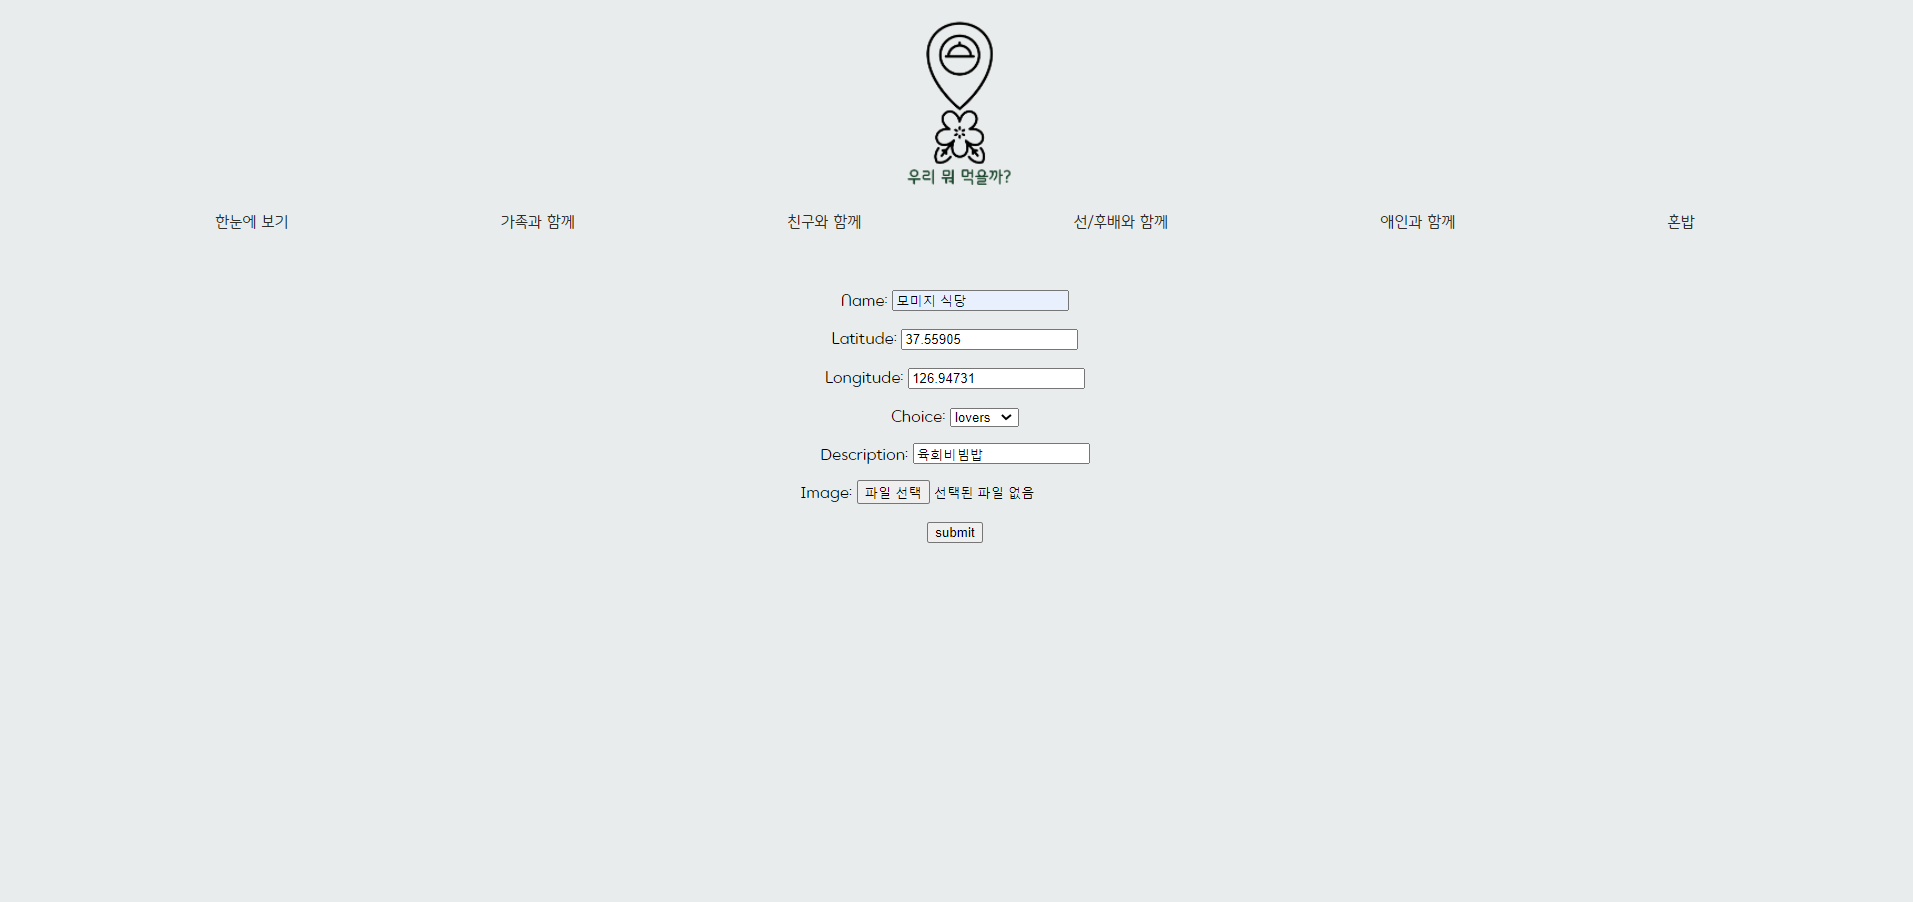 우리 뭐 먹을까?
한눈에 보기 가족과 함께 친구와 함께 선/후배와 함께 애인과 함께 혼밥
Name: 모미지 식당
Latitude: 37.55905
Longitude: 126.94731
Choice: lovers
Description: 육회비빔밥
Image: 파일 선택 선택된 파일 없음
submit